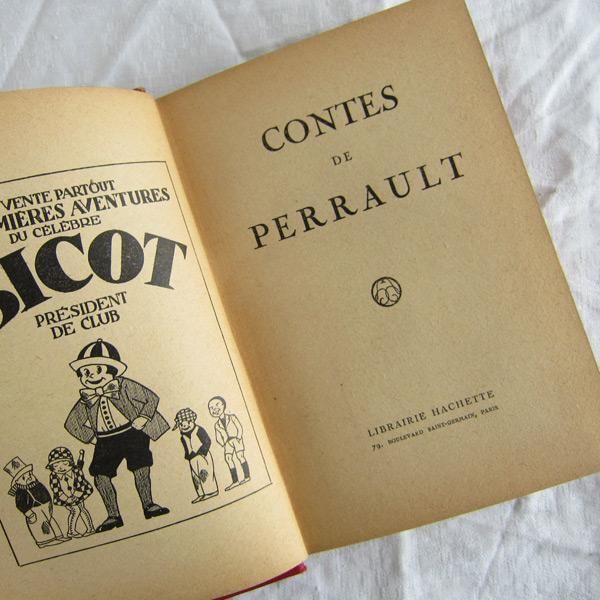 VENTE PARTOUT
MIÈRES AVENTURES
DU CÉLÈBRE
BICOT
PRÉSIDENT
DE CLUB
CONTES
DE
PERRAULT
LIBRAIRIE HACHETTE
79, BOULEVARD SAINT-GERMAIN, PARIS